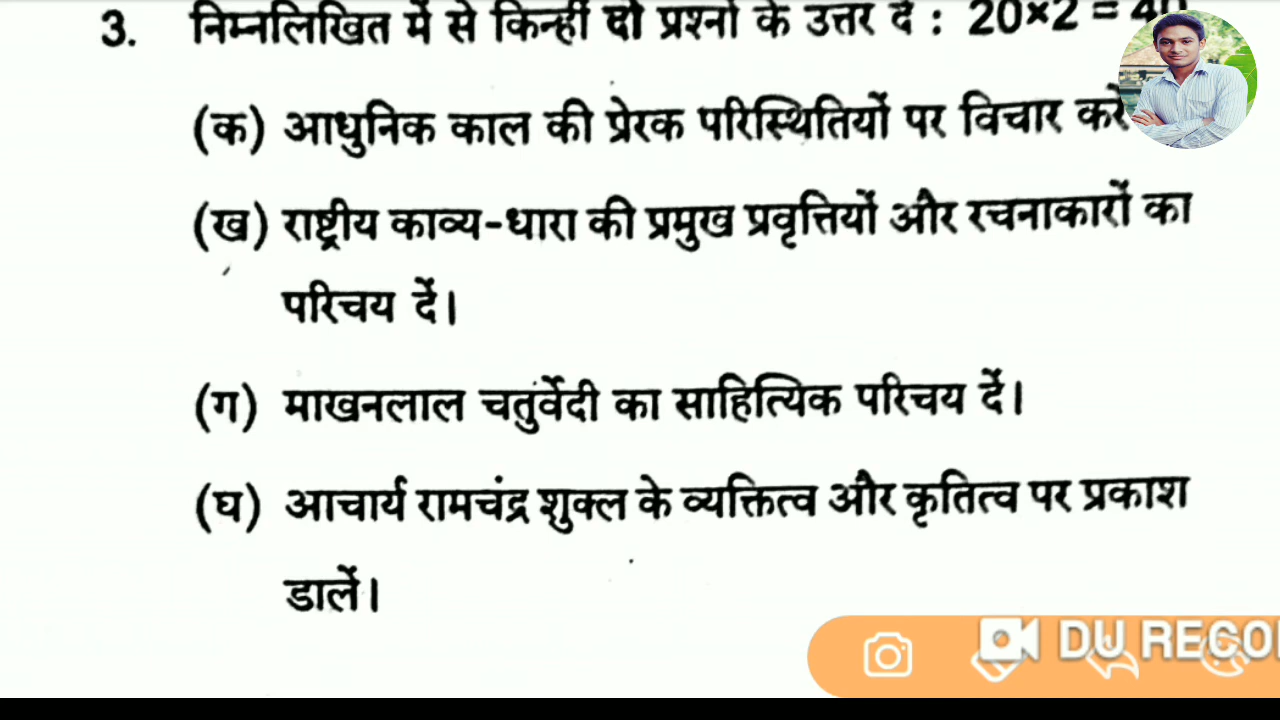 3. निम्नलिखित में से किन्हीं दो प्रश्नों के उत्तर दें : 20×2 = 40
(क) आधुनिक काल की प्रेरक परिस्थितियों पर विचार करें
(ख) राष्ट्रीय काव्य-धारा की प्रमुख प्रवृत्तियों और रचनाकारों का
परिचय दें।
(ग) माखनलाल चतुर्वेदी का साहित्यिक परिचय दें।
(घ) आचार्य रामचंद्र शुक्ल के व्यक्तित्व और कृतित्व पर प्रकाश
डालें।
DU RECO